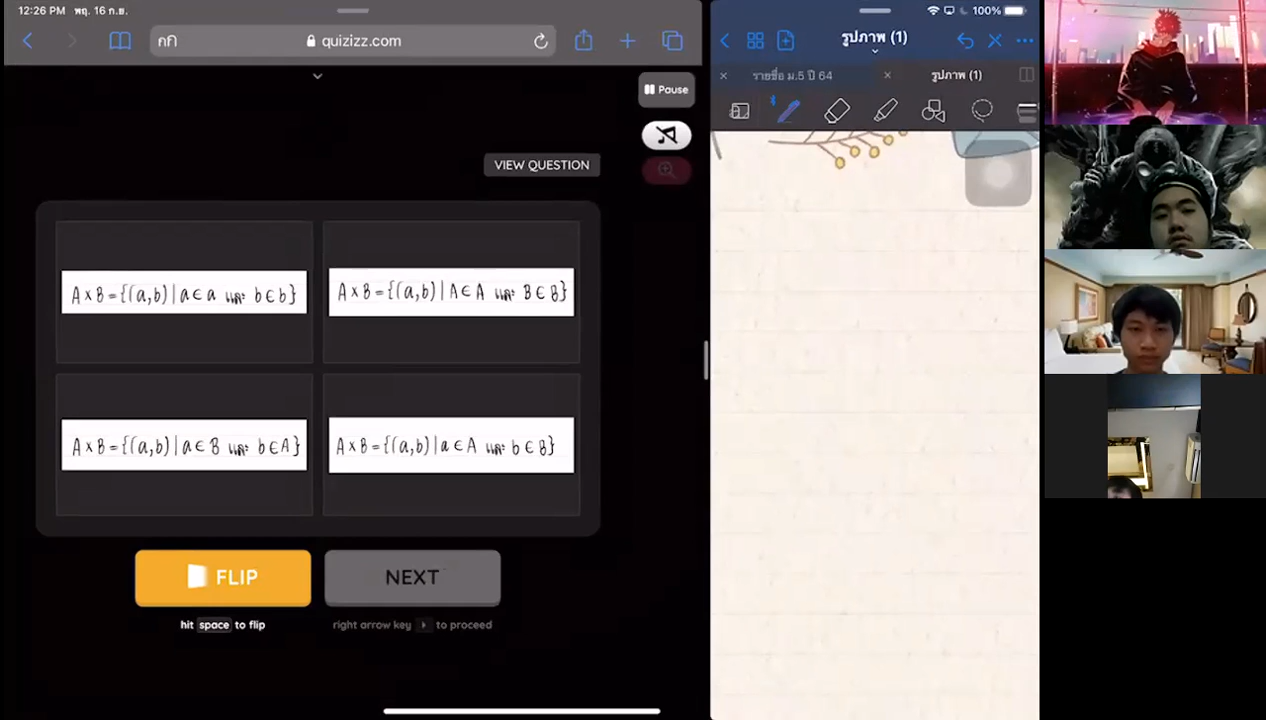 12:26 PM พฤ. 16 ก.ย.
100%
กกิ
quizizz.com
รูปภาพ (1)
รายชื่อ ม.5 ปี 64
รูปภาพ (1)
Pause
VIEW QUESTION
A×B={(a,b)|a∈a และ b∈b}
A×B={(a,b)|A∈A และ B∈B}
A×B={(a,b)|a∈B และ b∈A}
A×B={(a,b)|a∈A และ b∈B}
FLIP
NEXT
hit space to flip
right arrow key to proceed